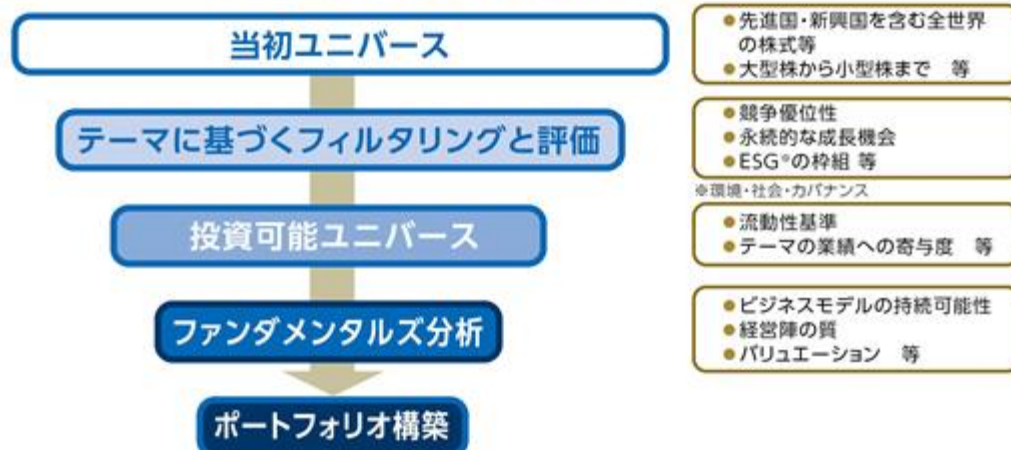 当初ユニバース
●先進国・新興国を含む全世界
の株式等
●大型株から小型株まで 等
テーマに基づくフィルタリングと評価
●競争優位性
●永続的な成長機会
●ESG※の枠組 等
※環境・社会・ガバナンス
投資可能ユニバース
●流動性基準
●テーマの業績への寄与度 等
ファンダメンタルズ分析
●ビジネスモデルの持続可能性
●経営陣の質
●バリュエーション 等
ポートフォリオ構築